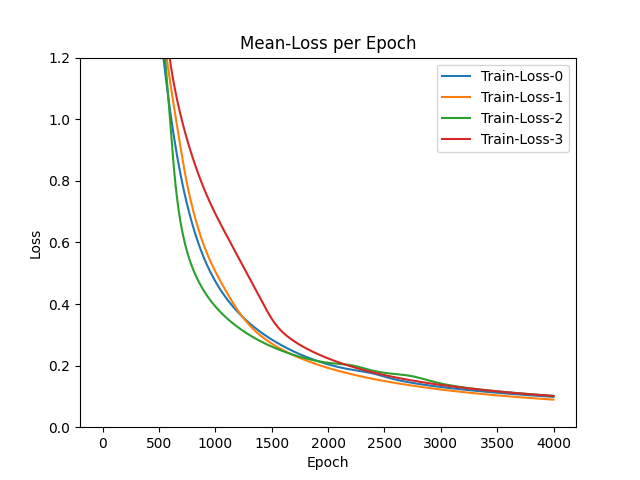 Mean-Loss per Epoch
1.2
1.0
0.8
0.6
0.4
0.2
0.0
Loss
Train-Loss-0
Train-Loss-1
Train-Loss-2
Train-Loss-3
0 500 1000 1500 2000 2500 3000 3500 4000
Epoch